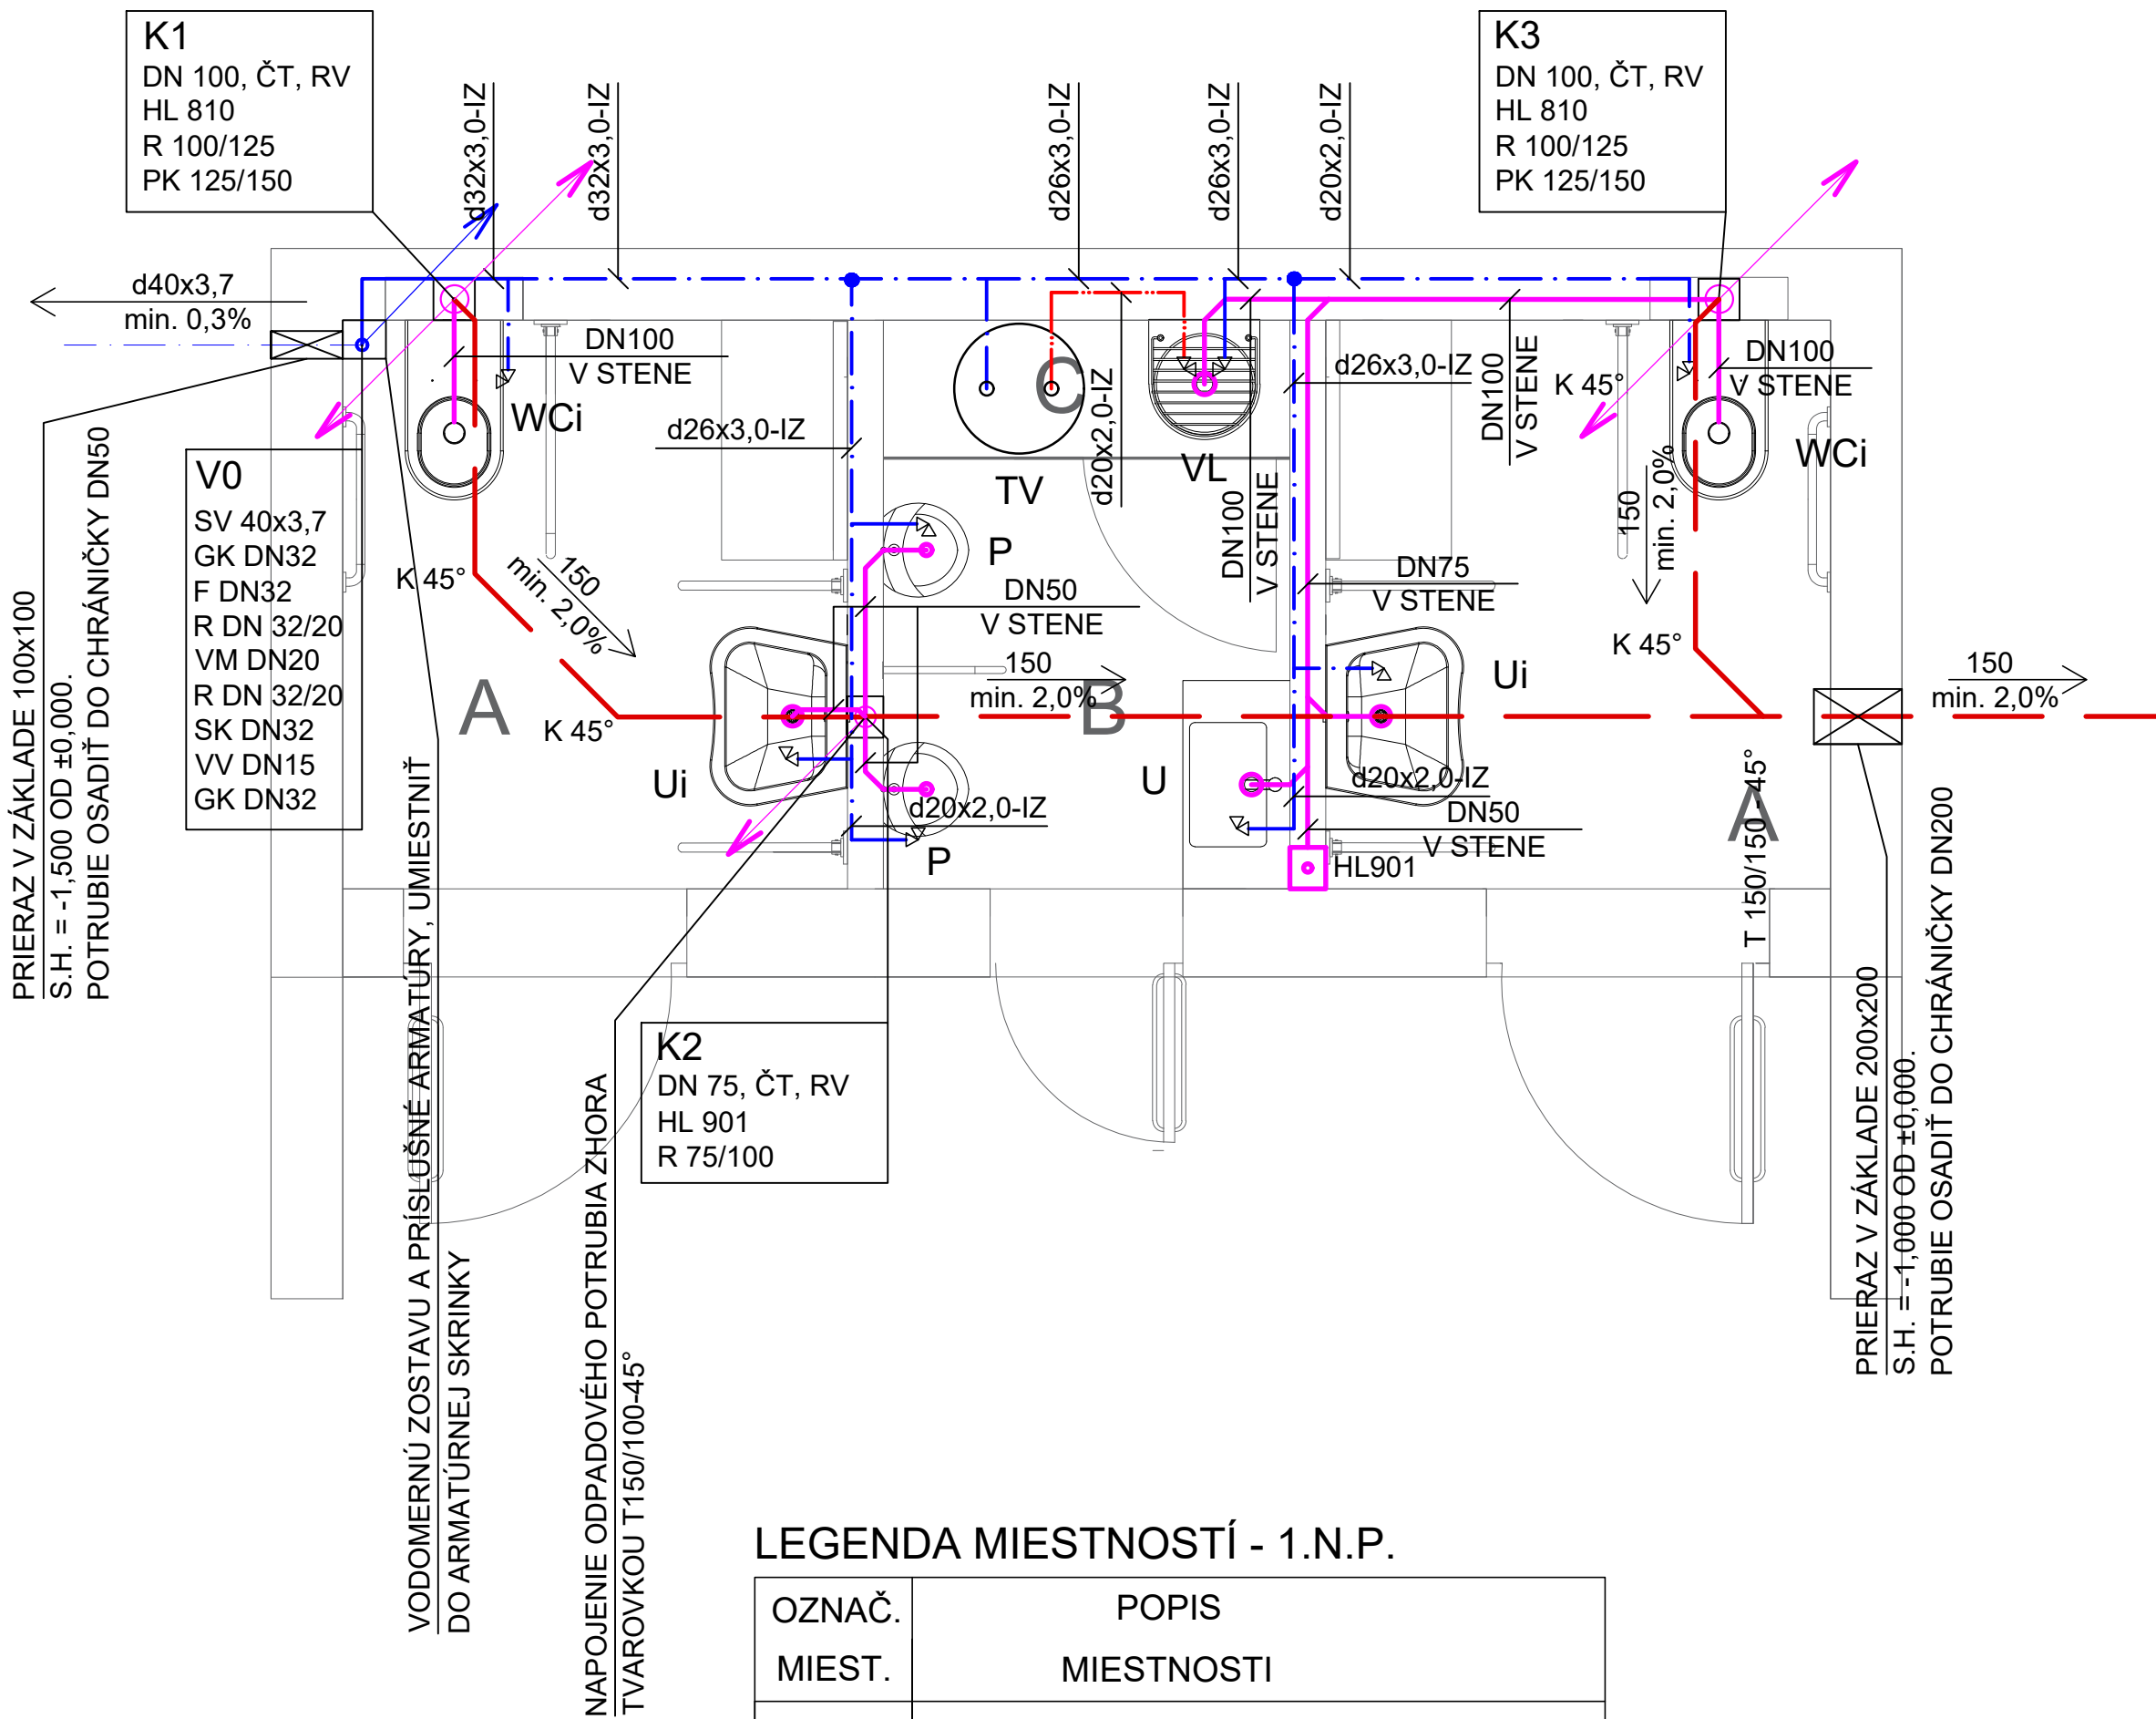 K1
DN 100, ČT, RV
HL 810
R 100/125
PK 125/150
d32x3,0-IZ
d32x3,0-IZ
d26x3,0-IZ
d26x3,0-IZ
d20x2,0-IZ
K3
DN 100, ČT, RV
HL 810
R 100/125
PK 125/150
d40x3,7
min. 0,3%
DN100
V STENE
WCi
d26x3,0-IZ
C
TV
d20x2,0-IZ
VL
DN100
V STENE
d26x3,0-IZ
DN100
V STENE
K 45°
DN100
V STENE
WCi
150
min. 2,0%
V0
SV 40x3,7
GK DN32
F DN32
R DN 32/20
VM DN20
R DN 32/20
SK DN32
VV DN15
GK DN32
K 45°
150
min. 2,0%
P
DN50
V STENE
DN75
V STENE
K 45°
150
min. 2,0%
A
K 45°
B
Ui
150
min. 2,0%
Ui
U
d20x2,0-IZ
DN50
V STENE
A
T 150/150 -45°
d20x2,0-IZ
P
HL901
PRIERAZ V ZÁKLADE 100x100
S.H. = -1,500 OD ±0,000.
POTRUBIE OSADIŤ DO CHRÁNIČKY DN50
VODOMERNÚ ZOSTAVU A PRÍSLUŠNÉ ARMATÚRY, UMIESTNIŤ
DO ARMATÚRNEJ SKRINKY
NAPOJENIE ODPADOVÉHO POTRUBIA ZHORA
TVAROVKOU T150/100-45°
K2
DN 75, ČT, RV
HL 901
R 75/100
PRIERAZ V ZÁKLADE 200x200
S.H. = -1,000 OD ±0,000.
POTRUBIE OSADIŤ DO CHRÁNIČKY DN200
LEGENDA MIESTNOSTÍ - 1.N.P.
OZNAČ.
MIEST.
POPIS
MIESTNOSTI